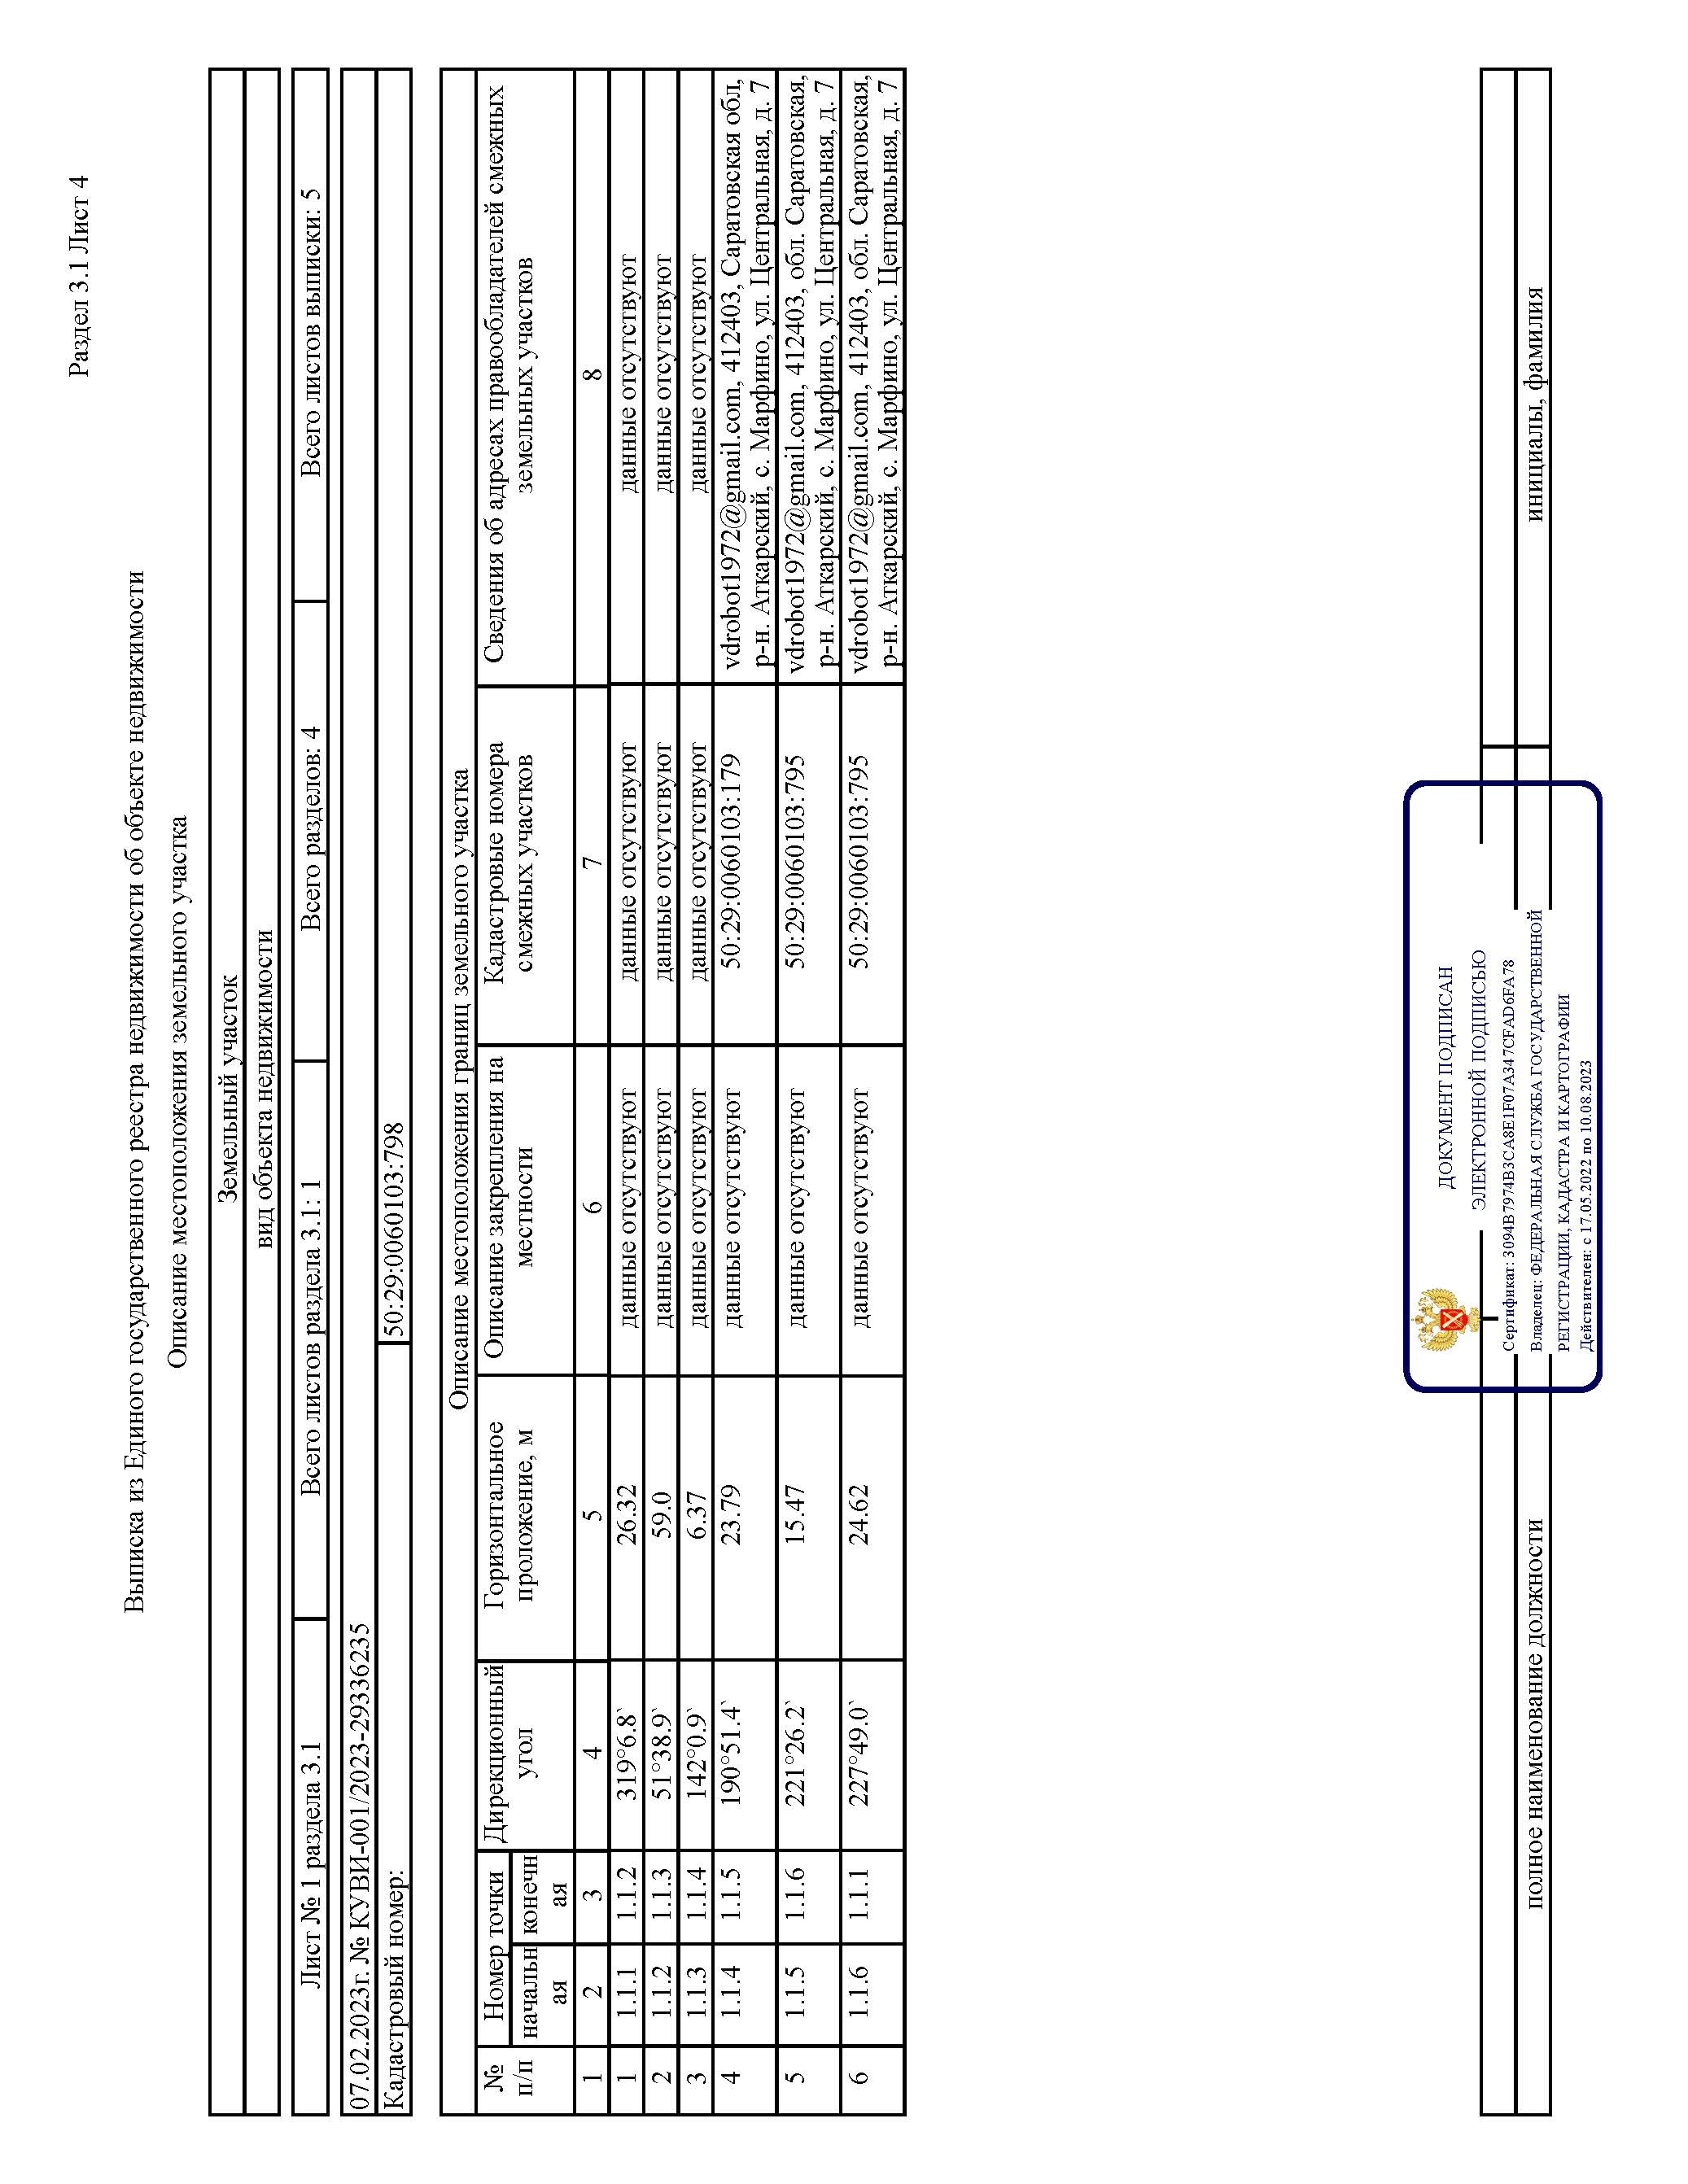 Раздел 3.1 Лист 4
Выписка из Единого государственного реестра недвижимости об объекте недвижимости
Описание местоположения земельного участка
Земельный участок
вид объекта недвижимости
Лист № 1 раздела 3.1 Всего листов раздела 3.1: 1 Всего разделов: 4 Всего листов выписки: 5
07.02.2023г. № КУВИ-001/2023-29336235
Кадастровый номер: 50:29:0060103:798
Описание местоположения границ земельного участка
№ Номер точки Дирекционный Горизонтальное Описание закрепления на Кадастровые номера Сведения об адресах правообладателей смежных
п/п начальн конечн угол проложение, м местности смежных участков земельных участков
ая ая
1 2 3 4 5 6 7 8
1 1.1.1 1.1.2 319°6.8` 26.32 данные отсутствуют данные отсутствуют данные отсутствуют
2 1.1.2 1.1.3 51°38.9` 59.0 данные отсутствуют данные отсутствуют данные отсутствуют
3 1.1.3 1.1.4 142°0.9` 6.37 данные отсутствуют данные отсутствуют данные отсутствуют
4 1.1.4 1.1.5 190°51.4` 23.79 данные отсутствуют 50:29:0060103:179 vdrobot1972@gmail.com, 412403, Саратовская обл,
р-н. Аткарский, с. Марфино, ул. Центральная, д. 7
5 1.1.5 1.1.6 221°26.2` 15.47 данные отсутствуют 50:29:0060103:795 vdrobot1972@gmail.com, 412403, обл. Саратовская,
р-н. Аткарский, с. Марфино, ул. Центральная, д. 7
6 1.1.6 1.1.1 227°49.0` 24.62 данные отсутствуют 50:29:0060103:795 vdrobot1972@gmail.com, 412403, обл. Саратовская,
р-н. Аткарский, с. Марфино, ул. Центральная, д. 7
ДОКУМЕНТ ПОДПИСАН
ЭЛЕКТРОННОЙ ПОДПИСЬЮ
Сертификат: 3094B7974B3CA8E1F07A347CFAD6FA78
Владелец: ФЕДЕРАЛЬНАЯ СЛУЖБА ГОСУДАРСТВЕННОЙ
РЕГИСТРАЦИИ, КАДАСТРА И КАРТОГРАФИИ
Действителен: с 17.05.2022 по 10.08.2023
полное наименование должности инициалы, фамилия